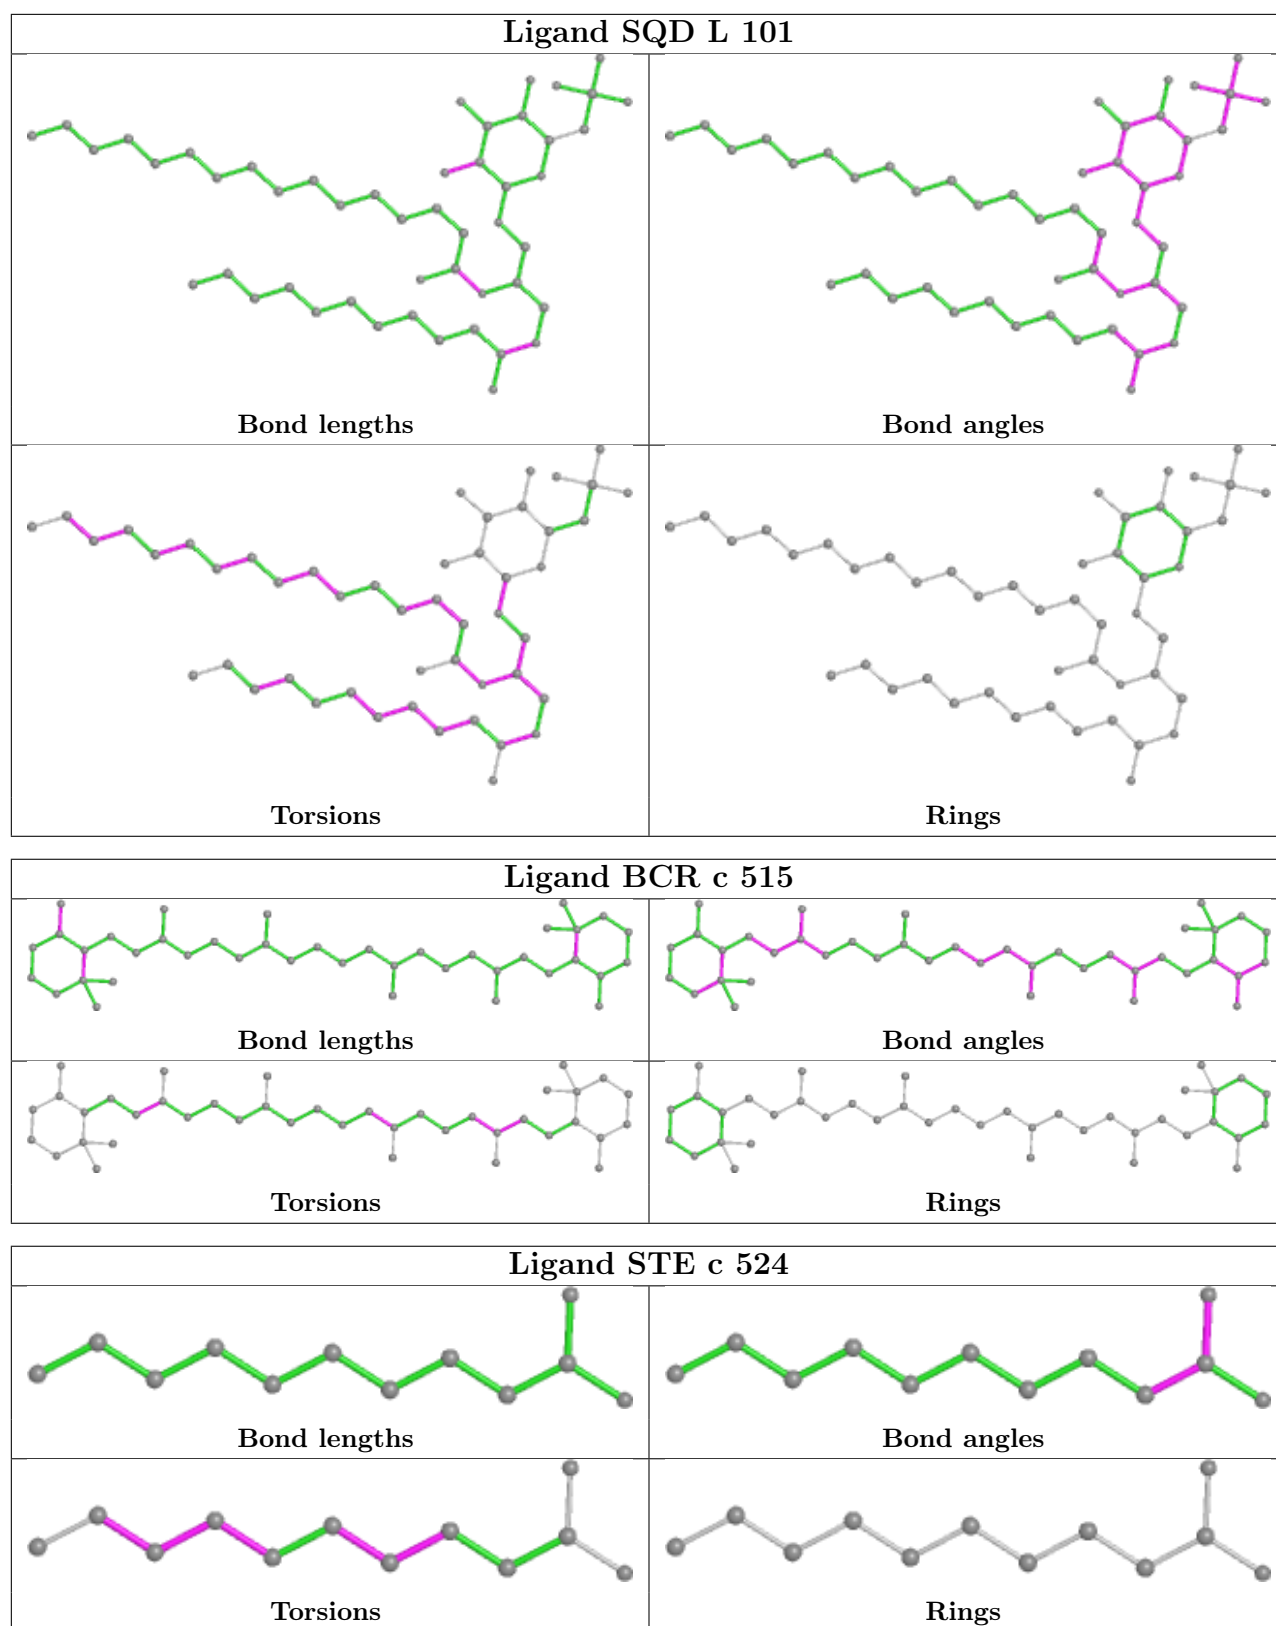 Ligand SQD L 101
Bond lengths
Bond angles
Torsions
Rings
Ligand BCR c 515
Bond lengths
Bond angles
Torsions
Rings
Ligand STE c 524
Bond lengths
Bond angles
Torsions
Rings